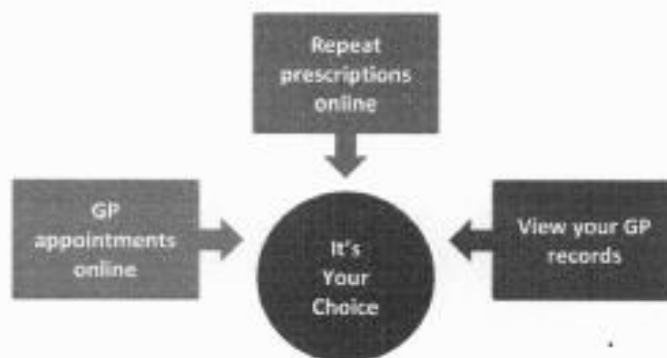 Repeat
prescriptions
online
GP
appointments
online
It's
Your
Choice
View your GP
records